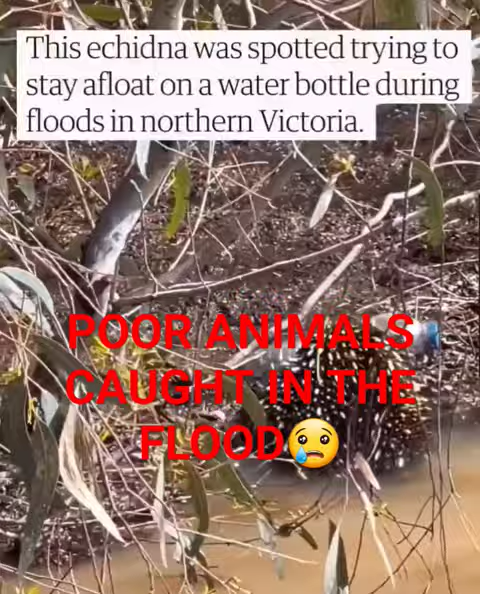 This echidna was spotted trying to
stay afloat on a water bottle during
floods in northern Victoria.
POOR ANIMALS
CAUGHT IN THE
FLOOD😢